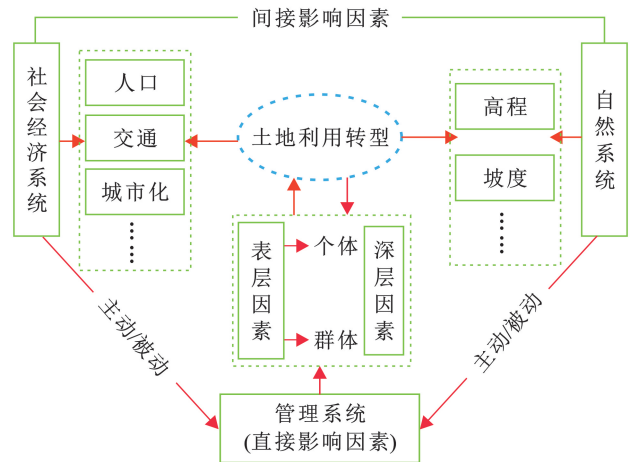 间接影响因素
社会经济系统
人口
交通
城市化
土地利用转型
高程
坡度
自然系统
表层因素
个体
群体
深层因素
主动/被动
主动/被动
管理系统
(直接影响因素)